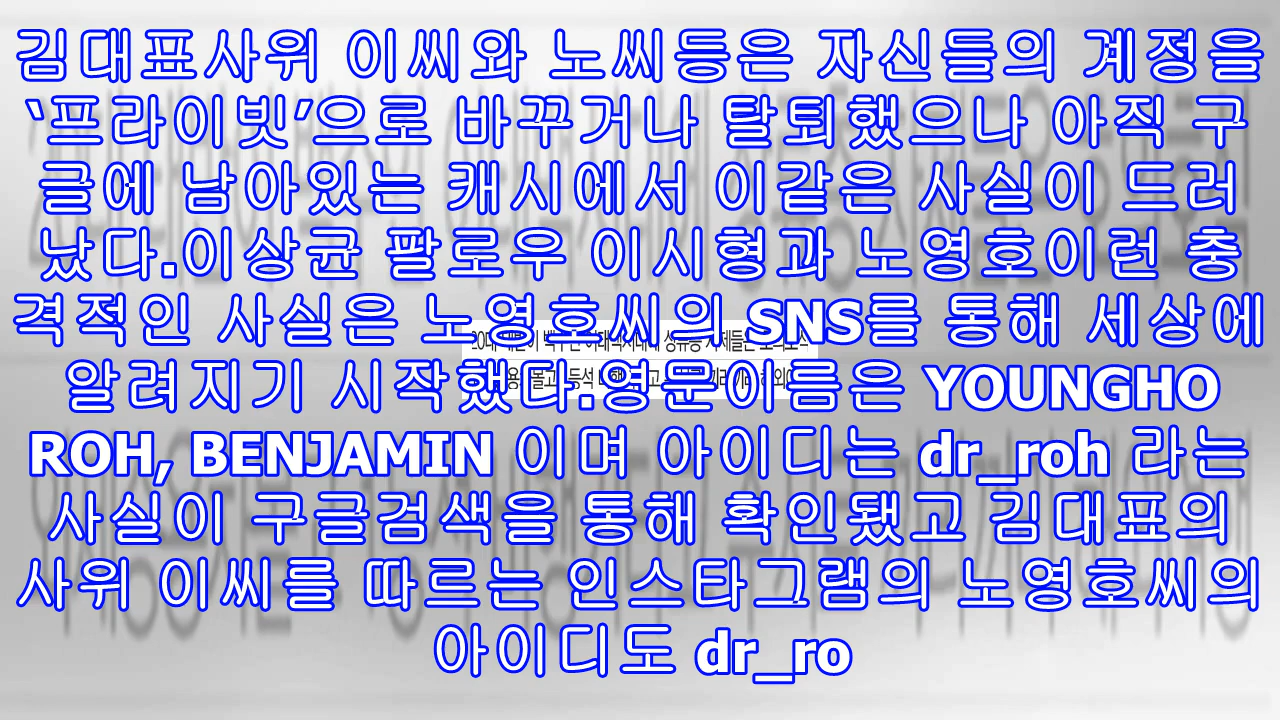 김대표사위 이씨와 노씨등은 자신들의 계정을
‘프라이빗’으로 바꾸거나 탈퇴했으나 아직 구
글에 남아있는 캐시에서 이같은 사실이 드러
났다.이상균 팔로우 이시형과 노영호이런 충
격적인 사실은 노영호씨의 SNS를 통해 세상에
알려지기 시작했다.영문이름은 YOUNGHO
ROH, BENJAMIN 이며 아이디는 dr_roh 라는
사실이 구글검색을 통해 확인됐고 김대표의
사위 이씨를 따르는 인스타그램의 노영호씨의
아이디도 dr_ro